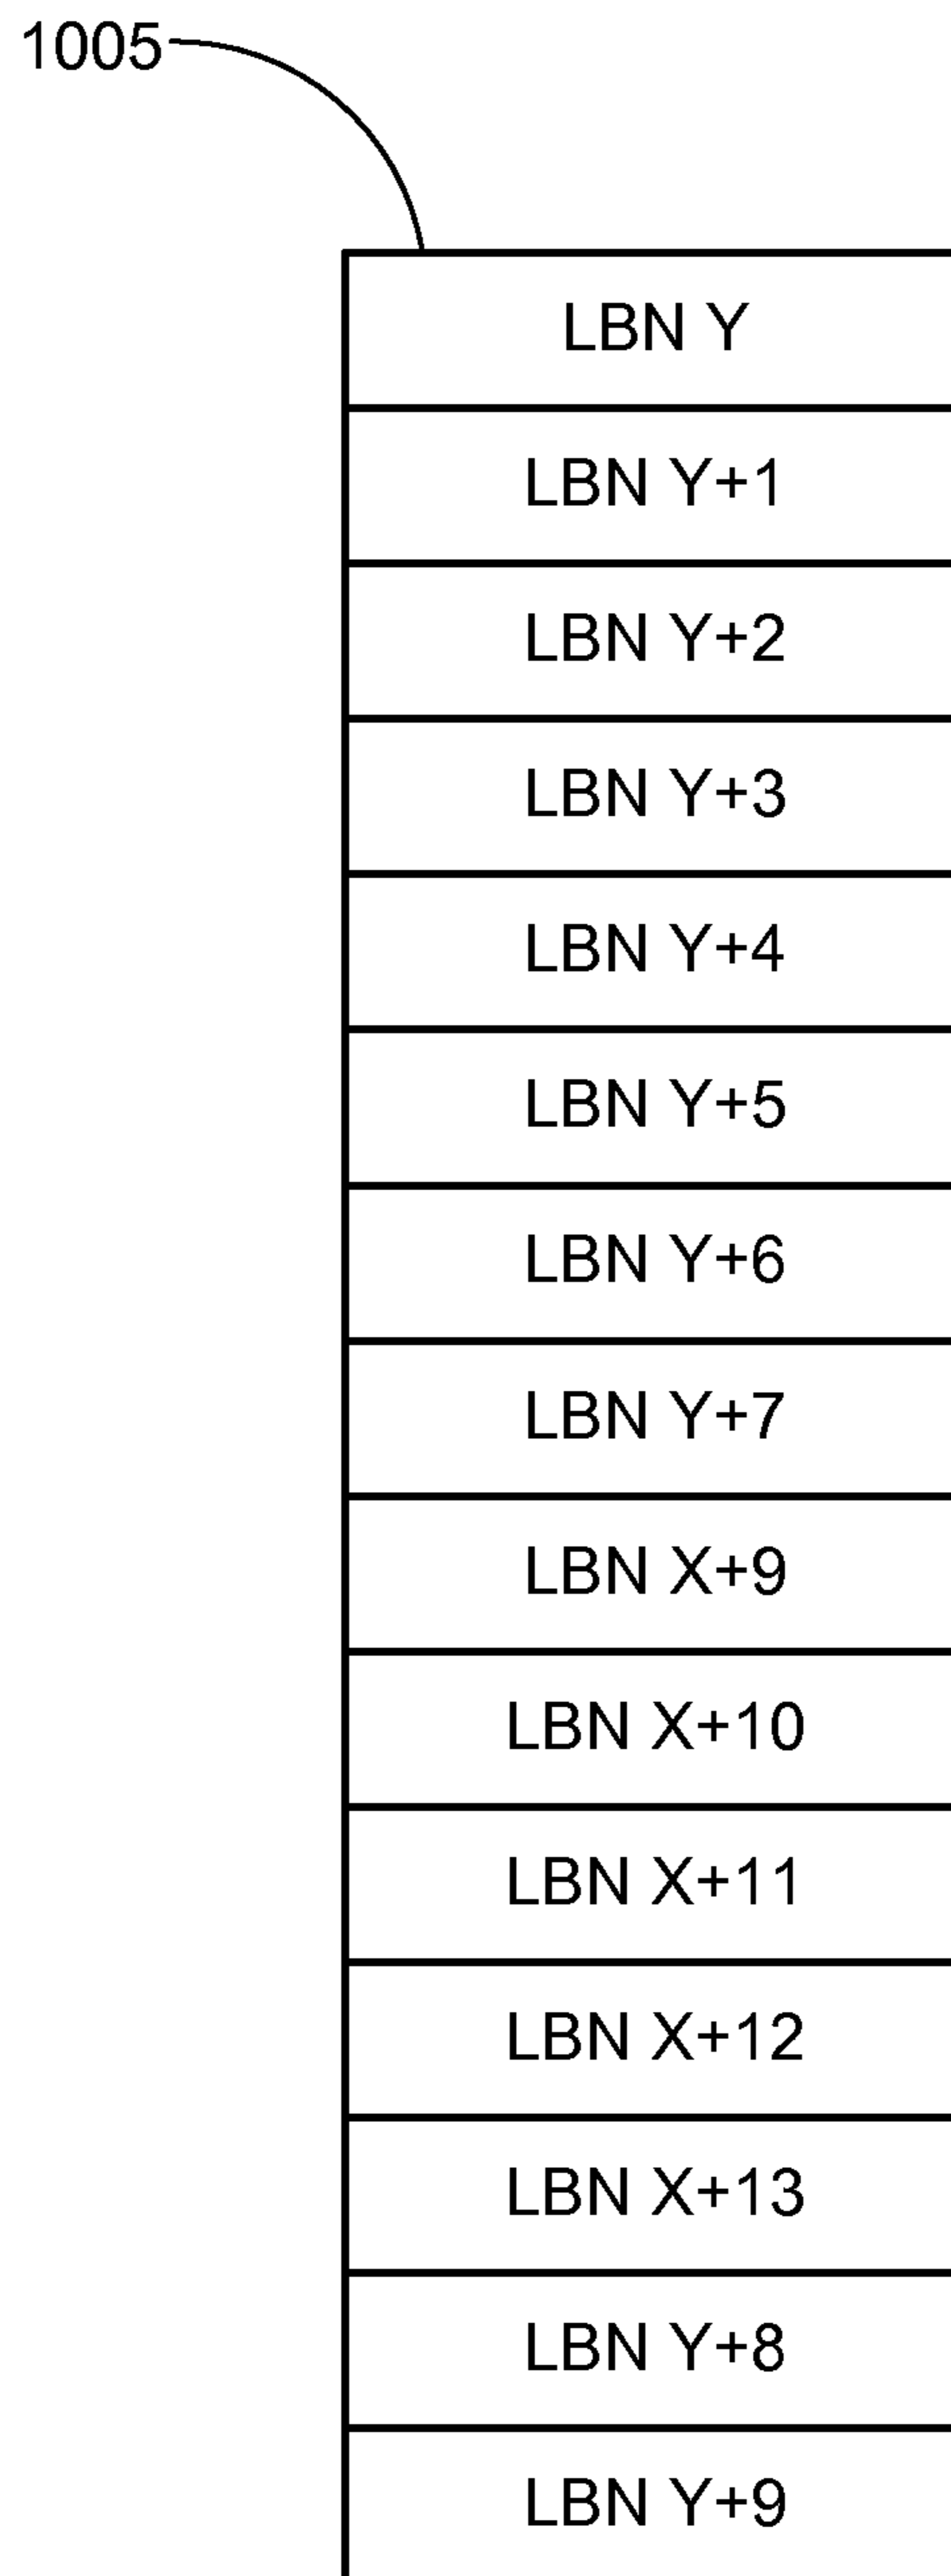 1005
LBN Y
LBN Y+1
LBN Y+2
LBN Y+3
LBN Y+4
LBN Y+5
LBN Y+6
LBN Y+7
LBN X+9
LBN X+10
LBN X+11
LBN X+12
LBN X+13
LBN Y+8
LBN Y+9